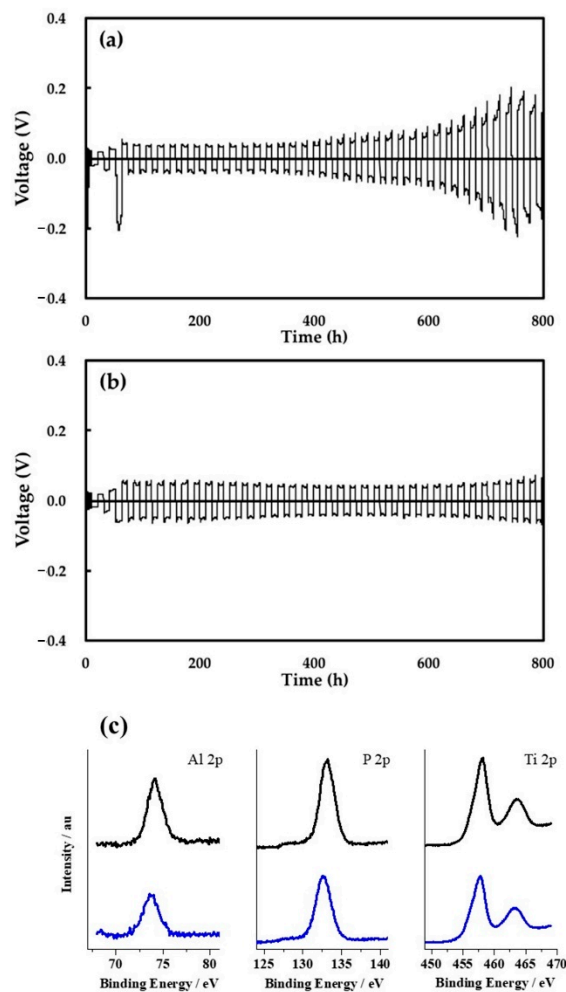 (a)
Voltage (V)
0.4
0.2
0.0
−0.2
−0.4
0 200 400 600 800
Time (h)
(b)
Voltage (V)
0.4
0.2
0.0
−0.2
−0.4
0 200 400 600 800
Time (h)
(c)
Al 2p P 2p Ti 2p
Intensity / au
70 75 80 125 130 135 140 450 455 460 465 470
Binding Energy / eV Binding Energy / eV Binding Energy / eV